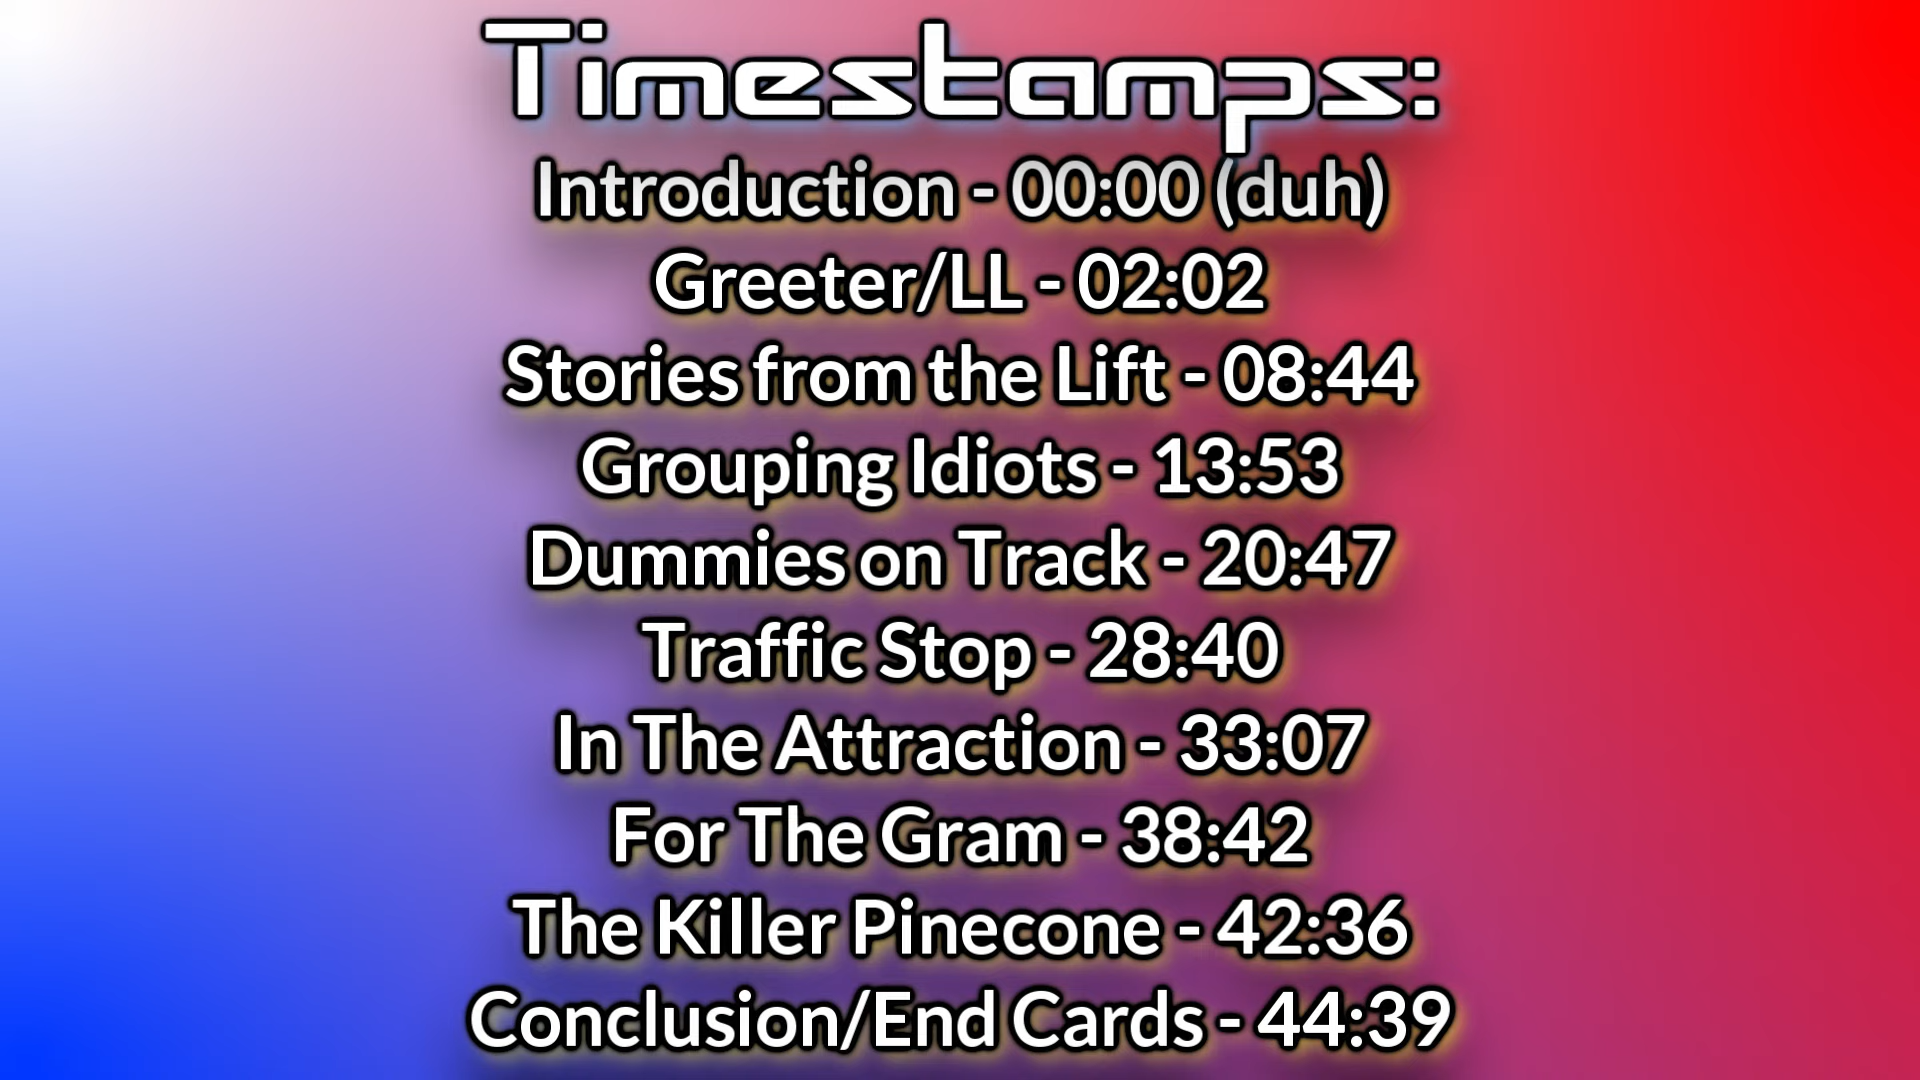 Timestamps:
Introduction - 00:00 (duh)
Greeter/LL - 02:02
Stories from the Lift - 08:44
Grouping Idiots - 13:53
Dummies on Track - 20:47
Traffic Stop - 28:40
In The Attraction - 33:07
For The Gram - 38:42
The Killer Pinecone - 42:36
Conclusion/End Cards - 44:39